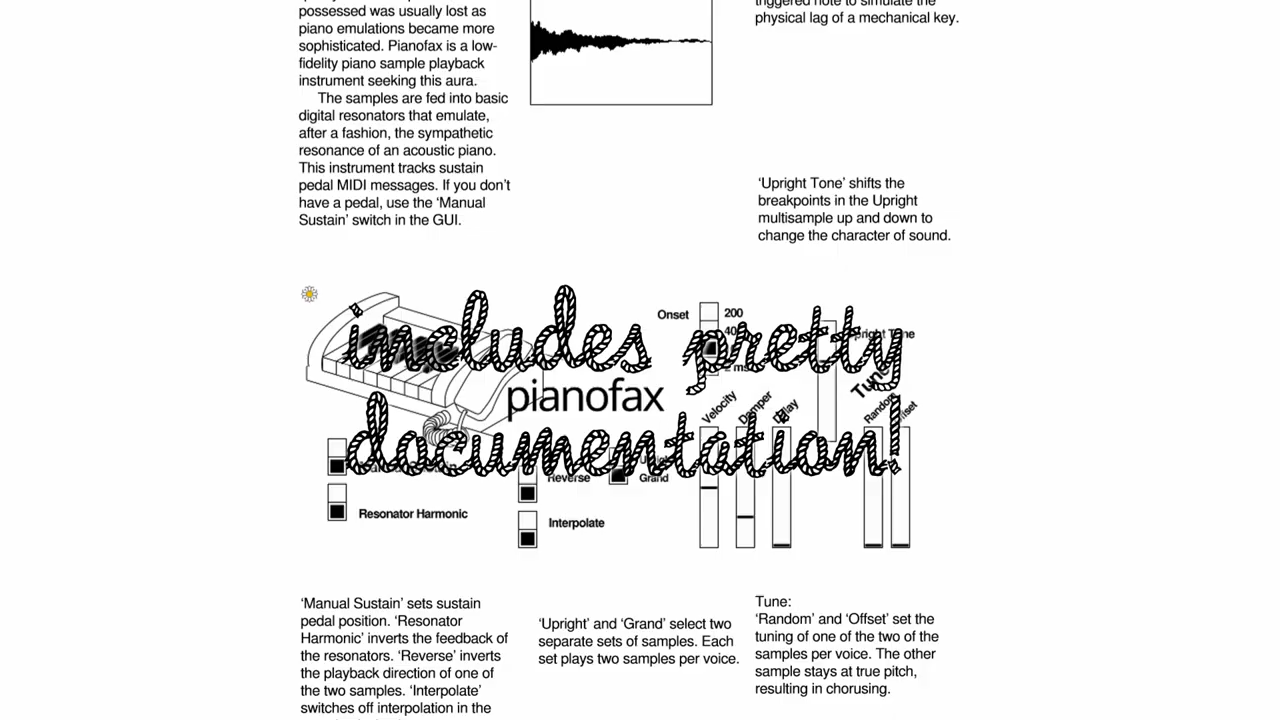 possessed was usually lost as
piano emulations became more
sophisticated. Pianofax is a low-
fidelity piano sample playback
instrument seeking this aura.
The samples are fed into basic
digital resonators that emulate,
after a fashion, the sympathetic
resonance of an acoustic piano.
This instrument tracks sustain
pedal MIDI messages. If you don’t
have a pedal, use the ‘Manual
Sustain’ switch in the GUI.
triggered note to simulate the
physical lag of a mechanical key.
‘Upright Tone’ shifts the
breakpoints in the Upright
multisample up and down to
change the character of sound.
includes pretty
documentation!
pianofax
Onset
200
Tune
Velocity
Damper
Random
Resonator Harmonic
Reverse
Interpolate
Grand
‘Manual Sustain’ sets sustain
pedal position. ‘Resonator
Harmonic’ inverts the feedback of
the resonators. ‘Reverse’ inverts
the playback direction of one of
the two samples. ‘Interpolate’
switches off interpolation in the
‘Upright’ and ‘Grand’ select two
separate sets of samples. Each
set plays two samples per voice.
Tune:
‘Random’ and ‘Offset’ set the
tuning of one of the two of the
samples per voice. The other
sample stays at true pitch,
resulting in chorusing.